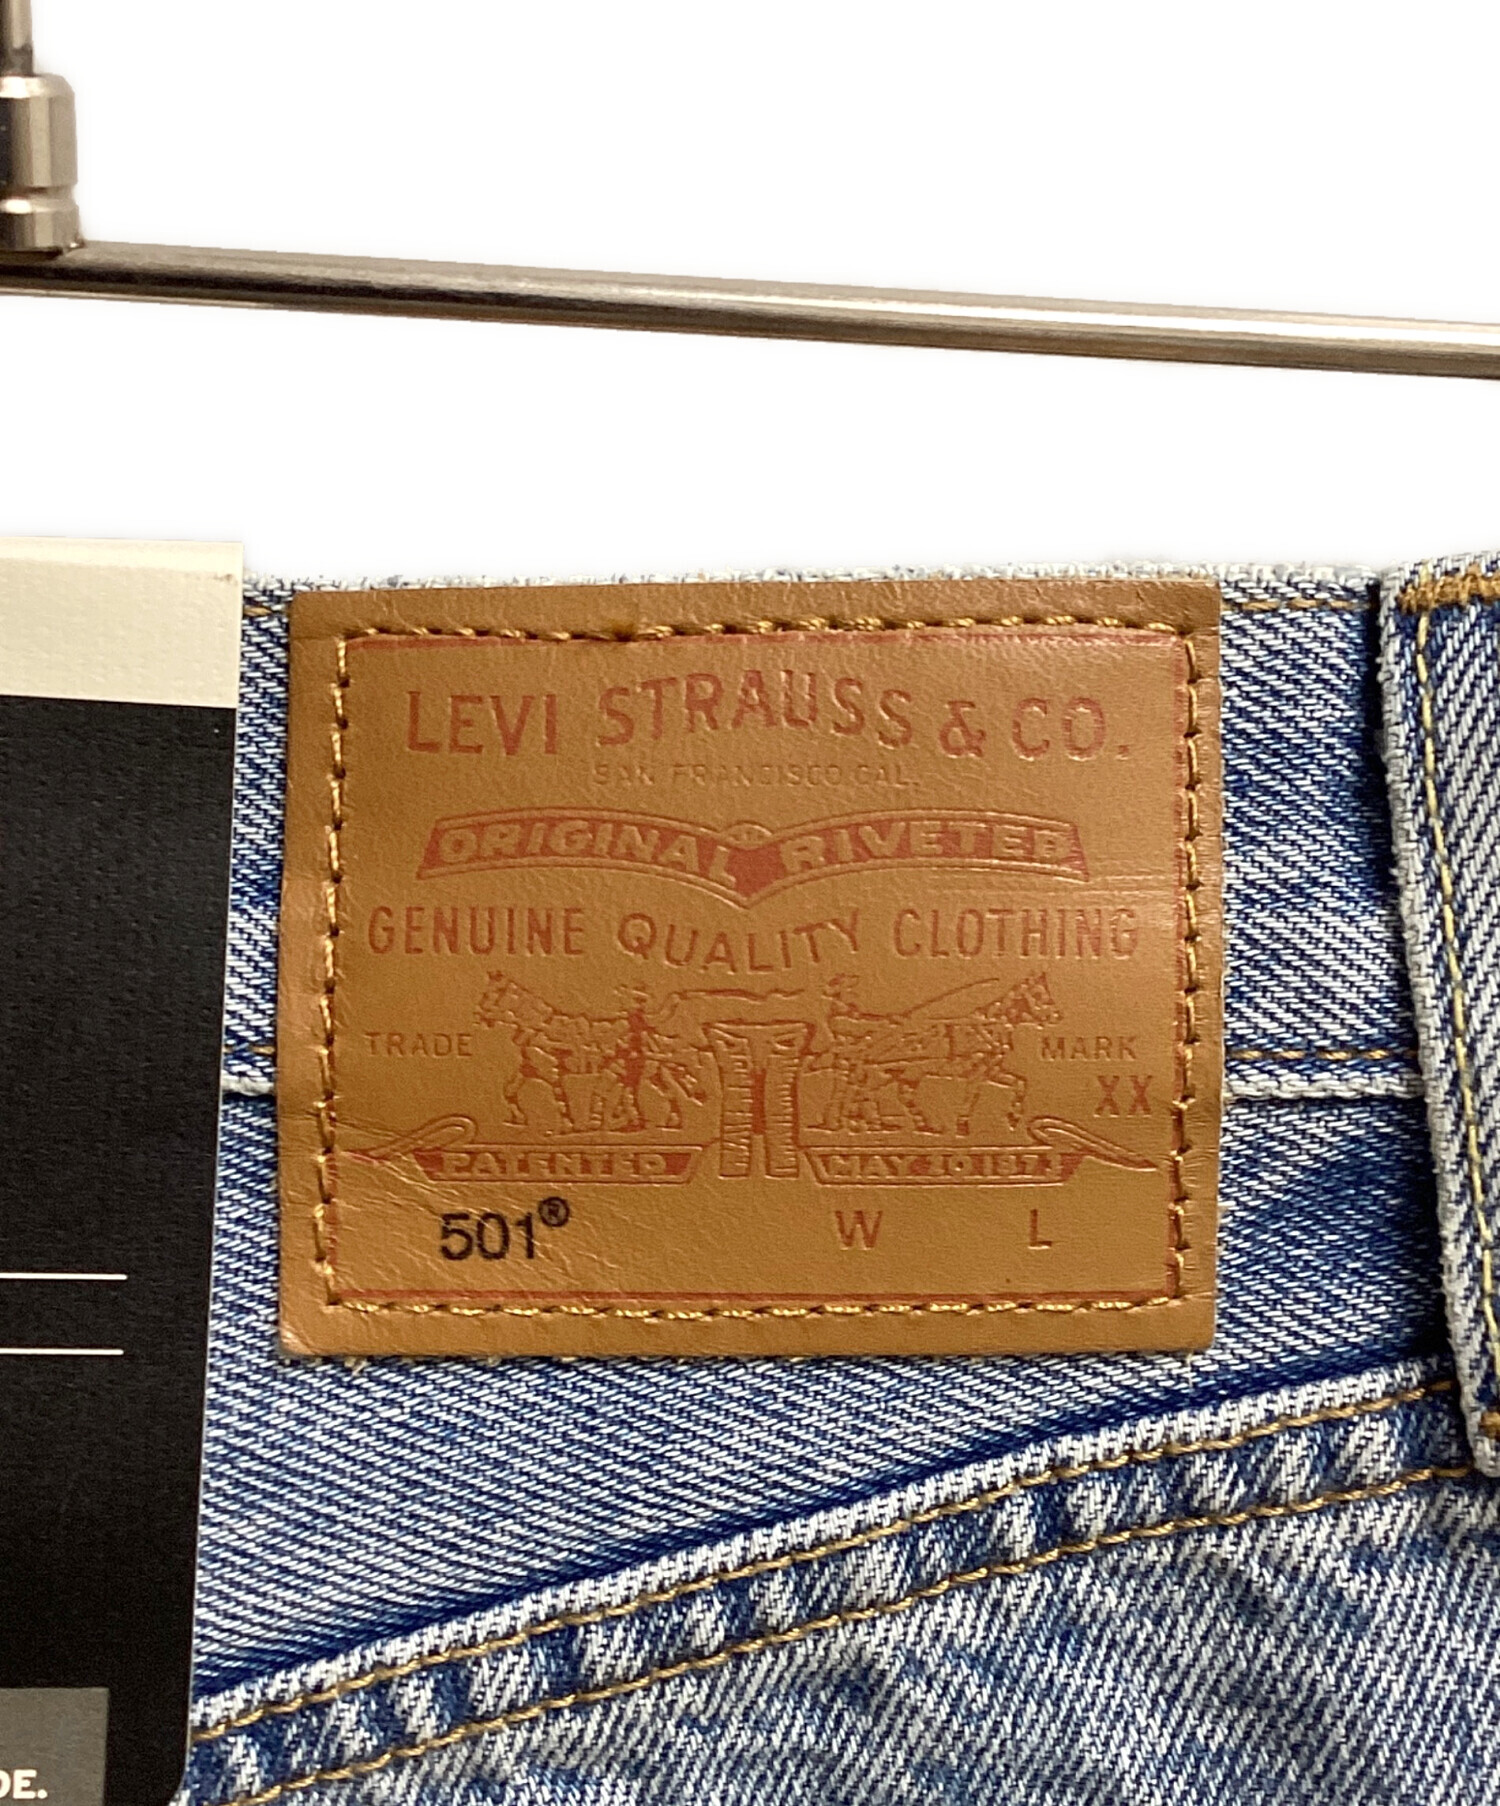 LEVI STRAUSS & CO.
SAN FRANCISCO CAL.
ORIGINAL RIVETED
GENUINE QUALITY CLOTHING
TRADE MARK
XX
PATENTED MAY 20 1873
501® W L
DE.